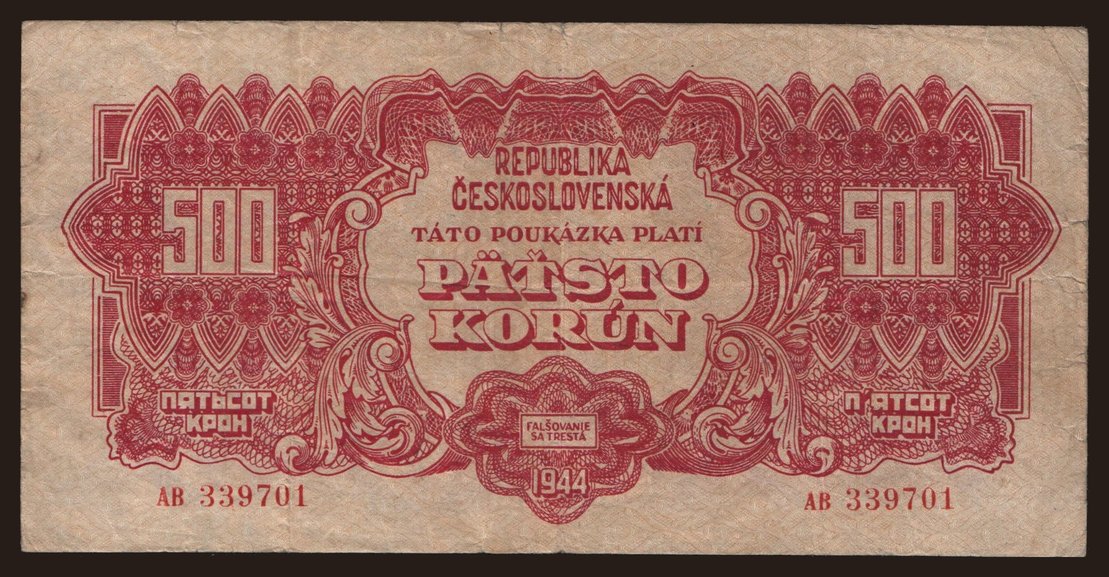 REPUBLIKA
ČESKOSLOVENSKÁ
TÁTO POUKÁZKA PLATÍ
PÄŤSTO
KORÚN
500
500
ПЯТЬСОТ
КРОН
П'ЯТСОТ
КРОН
FALŠOVANIE
SA TRESTÁ
1944
AB 339701
AB 339701